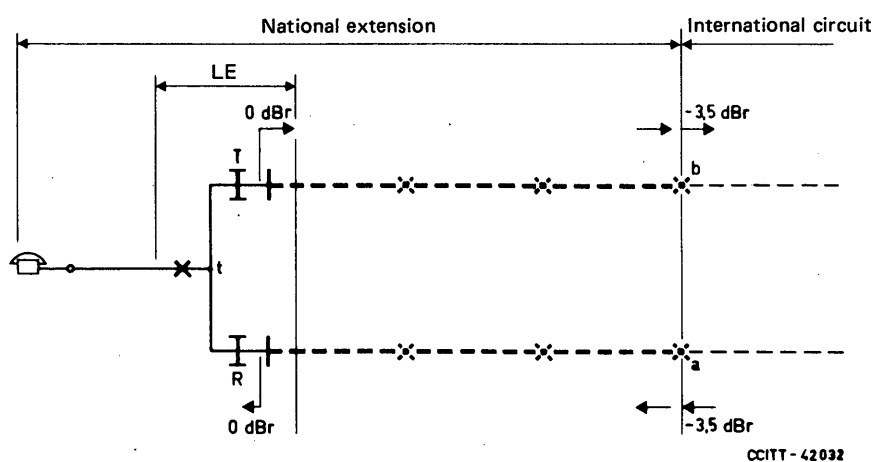 National extension
International circuit
LE
0 dBr
-3,5 dBr
T
b
t
R
a
0 dBr
-3,5 dBr
CCITT - 42032